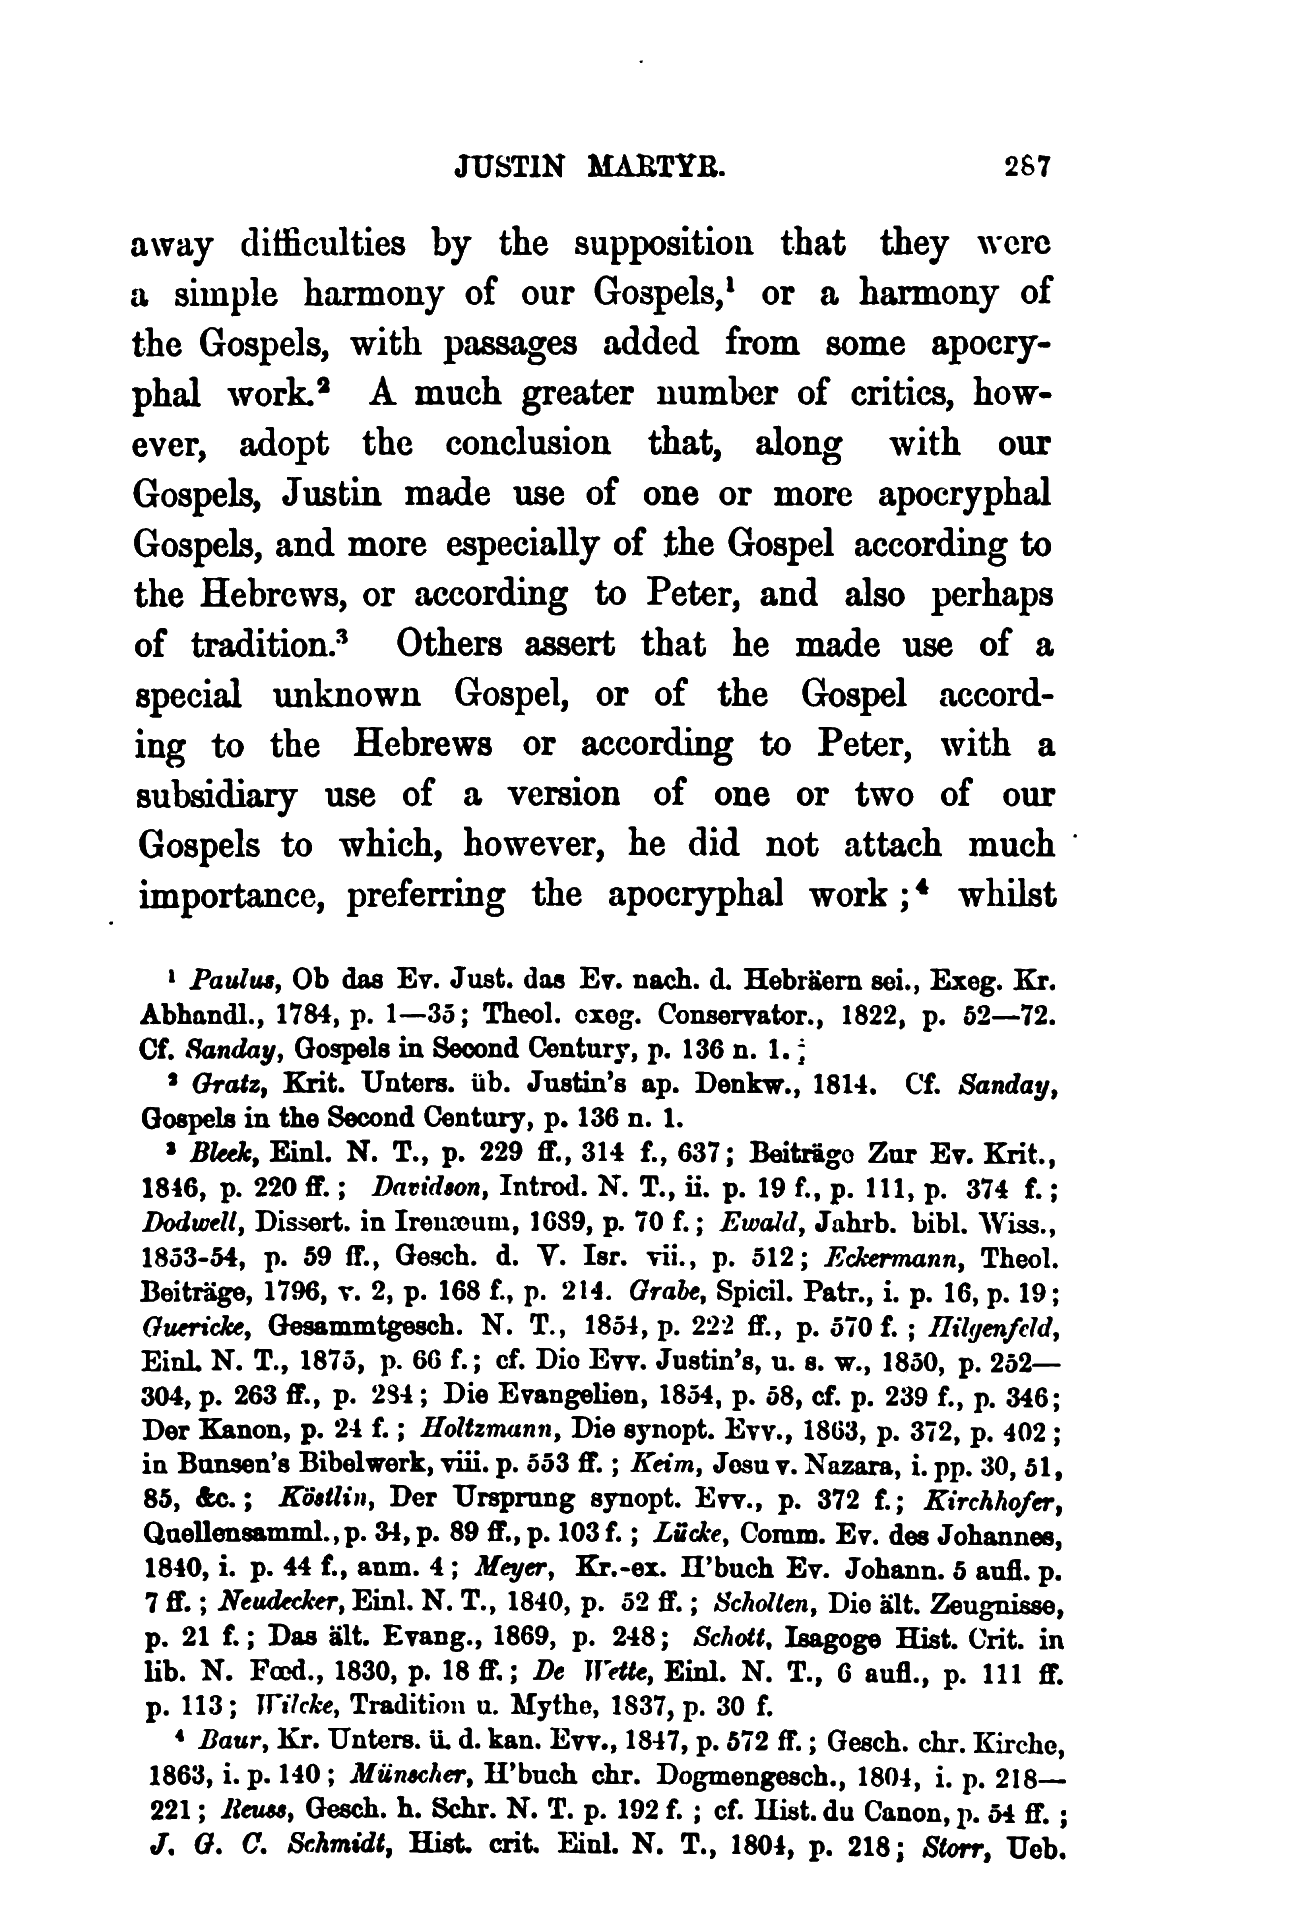 JUSTIN MARTYR. 287
away difficulties by the supposition that they were
a simple harmony of our Gospels,¹ or a harmony of
the Gospels, with passages added from some apocry-
phal work.² A much greater number of critics, how-
ever, adopt the conclusion that, along with our
Gospels, Justin made use of one or more apocryphal
Gospels, and more especially of the Gospel according to
the Hebrews, or according to Peter, and also perhaps
of tradition.³ Others assert that he made use of a
special unknown Gospel, or of the Gospel accord-
ing to the Hebrews or according to Peter, with a
subsidiary use of a version of one or two of our
Gospels to which, however, he did not attach much
importance, preferring the apocryphal work ;⁴ whilst
¹ Paulus, Ob das Ev. Just. das Ev. nach. d. Hebräern sei., Exeg. Kr.
Abhandl., 1784, p. 1—35; Theol. exeg. Conservator., 1822, p. 52—72.
Cf. Sanday, Gospels in Second Century, p. 136 n. 1.
² Gratz, Krit. Unters. üb. Justin's ap. Denkw., 1814. Cf. Sanday,
Gospels in the Second Century, p. 136 n. 1.
³ Bleek, Einl. N. T., p. 229 ff., 314 f., 637; Beiträge Zur Ev. Krit.,
1846, p. 220 ff. ; Davidson, Introd. N. T., ii. p. 19 f., p. 111, p. 374 f. ;
Dodwell, Dissert. in Irenæum, 1689, p. 70 f. ; Ewald, Jahrb. bibl. Wiss.,
1853-54, p. 59 ff., Gesch. d. V. Isr. vii., p. 512; Eckermann, Theol.
Beiträge, 1796, v. 2, p. 168 f., p. 214. Grabe, Spicil. Patr., i. p. 16, p. 19;
Guericke, Gesammtgesch. N. T., 1854, p. 222 ff., p. 570 f. ; Hilgenfeld,
Einl. N. T., 1875, p. 66 f.; cf. Die Evv. Justin's, u. s. w., 1850, p. 252—
304, p. 263 ff., p. 284; Die Evangelien, 1854, p. 58, cf. p. 239 f., p. 346;
Der Kanon, p. 24 f. ; Holtzmann, Die synopt. Evv., 1863, p. 372, p. 402 ;
in Bunsen's Bibelwerk, viii. p. 553 ff. ; Keim, Jesu v. Nazara, i. pp. 30, 51,
85, &c. ; Köstlin, Der Ursprung synopt. Evv., p. 372 f.; Kirchhofer,
Quellensamml., p. 34, p. 89 ff., p. 103 f. ; Lücke, Comm. Ev. des Johannes,
1840, i. p. 44 f., anm. 4 ; Meyer, Kr.-ex. H'buch Ev. Johann. 5 aufl. p.
7 ff. ; Neudecker, Einl. N. T., 1840, p. 52 ff. ; Scholten, Die ält. Zeugnisse,
p. 21 f. ; Das ält. Evang., 1869, p. 248; Schott, Isagoge Hist. Crit. in
lib. N. Fœd., 1830, p. 18 ff. ; De Wette, Einl. N. T., 6 aufl., p. 111 ff.
p. 113 ; Wilcke, Tradition u. Mythe, 1837, p. 30 f.
⁴ Baur, Kr. Unters. ü. d. kan. Evv., 1847, p. 572 ff. ; Gesch. chr. Kirche,
1863, i. p. 140 ; Münscher, H'buch chr. Dogmengesch., 1804, i. p. 218—
221 ; Reuss, Gesch. h. Schr. N. T. p. 192 f. ; cf. Hist. du Canon, p. 54 ff. ;
J. G. C. Schmidt, Hist. crit. Einl. N. T., 1804, p. 218 ; Storr, Ueb.